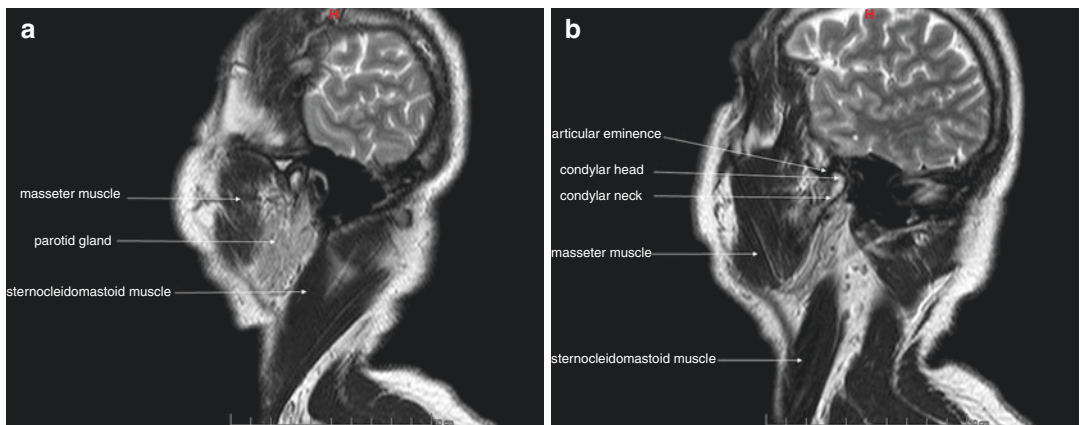 a
H
masseter muscle
parotid gland
sternocleidomastoid muscle
b
H
articular eminence
condylar head
condylar neck
masseter muscle
sternocleidomastoid muscle